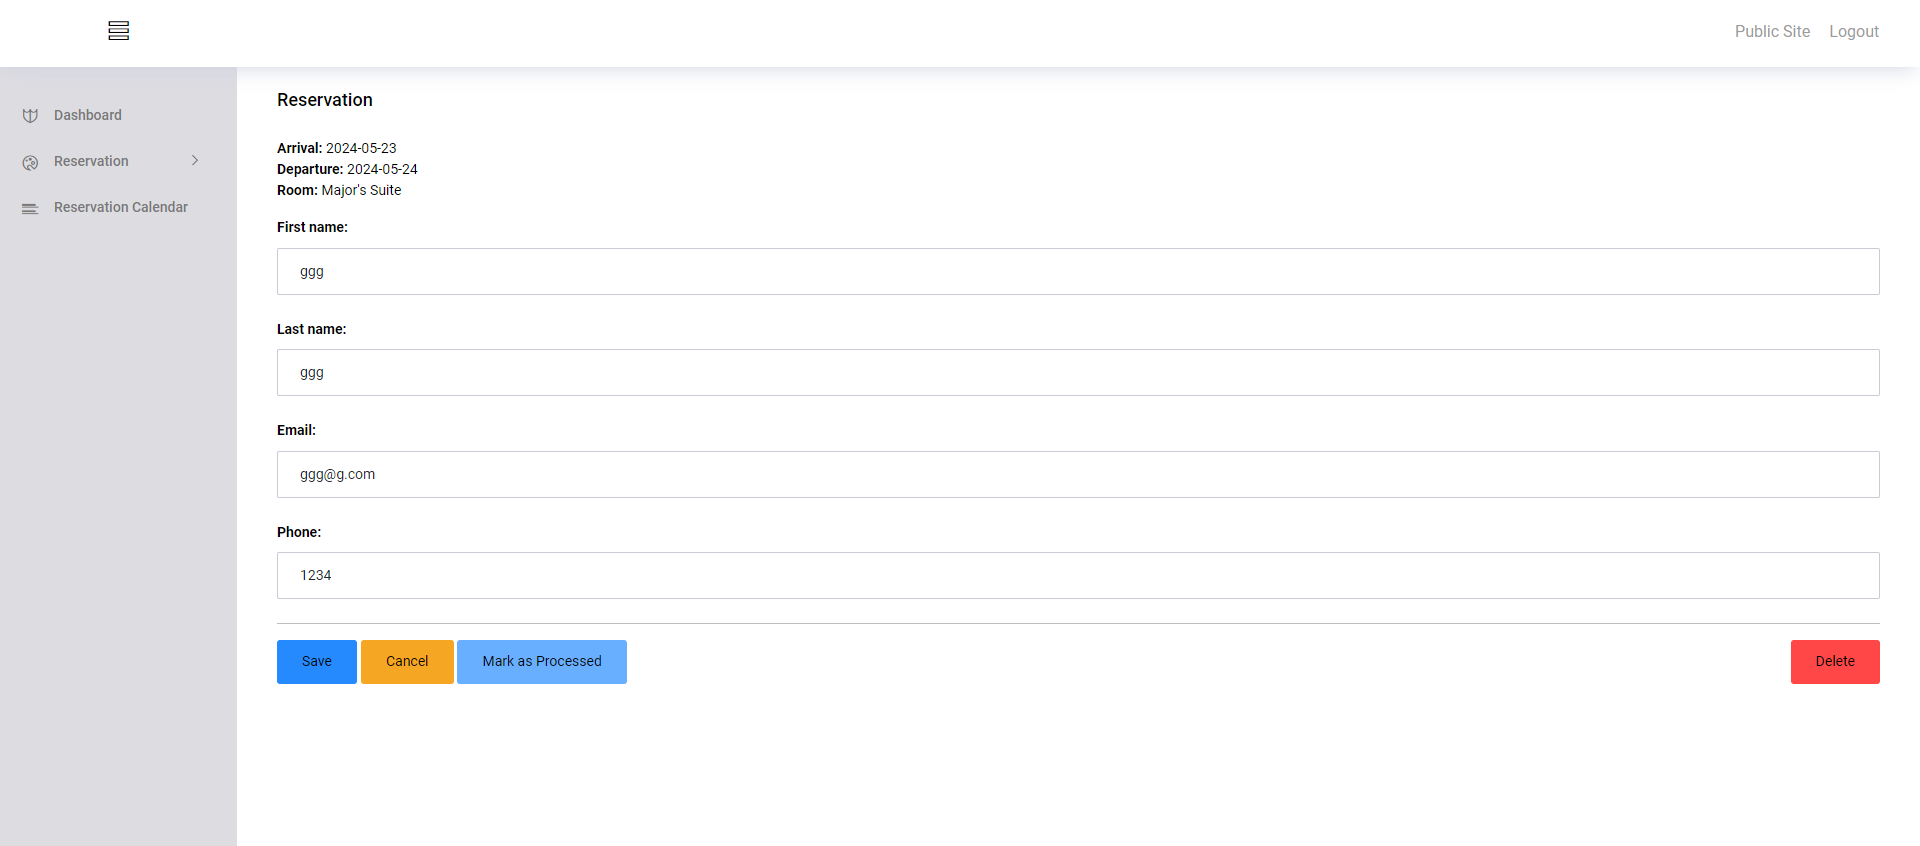 Public Site Logout
Dashboard
Reservation
Reservation Calendar
Reservation
Arrival: 2024-05-23
Departure: 2024-05-24
Room: Major's Suite
First name:
ggg
Last name:
ggg
Email:
ggg@g.com
Phone:
1234
Save Cancel Mark as Processed Delete